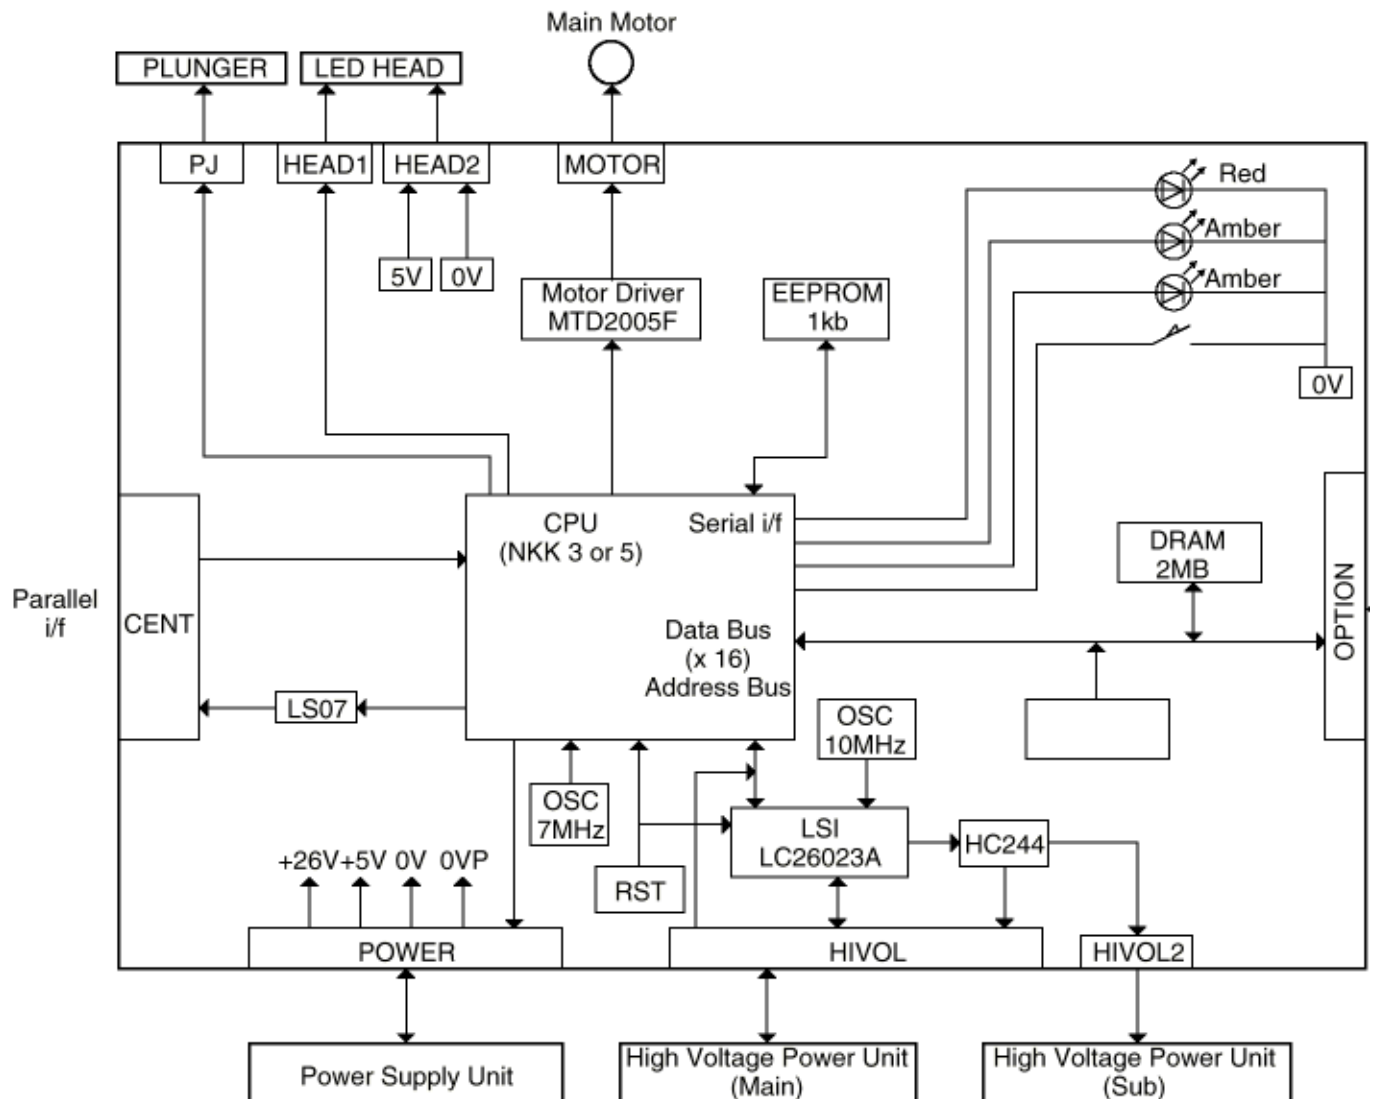 Main Motor
PLUNGER
LED HEAD
PJ
HEAD1
HEAD2
MOTOR
Red
Amber
Amber
5V
0V
Motor Driver
MTD2005F
EEPROM
1kb
0V
CPU
(NKK 3 or 5)
Serial i/f
DRAM
2MB
Parallel
i/f
CENT
OPTION
Data Bus
(x 16)
Address Bus
LS07
OSC
10MHz
OSC
7MHz
LSI
LC26023A
HC244
+26V
+5V
0V
0VP
RST
POWER
HIVOL
HIVOL2
Power Supply Unit
High Voltage Power Unit
(Main)
High Voltage Power Unit
(Sub)